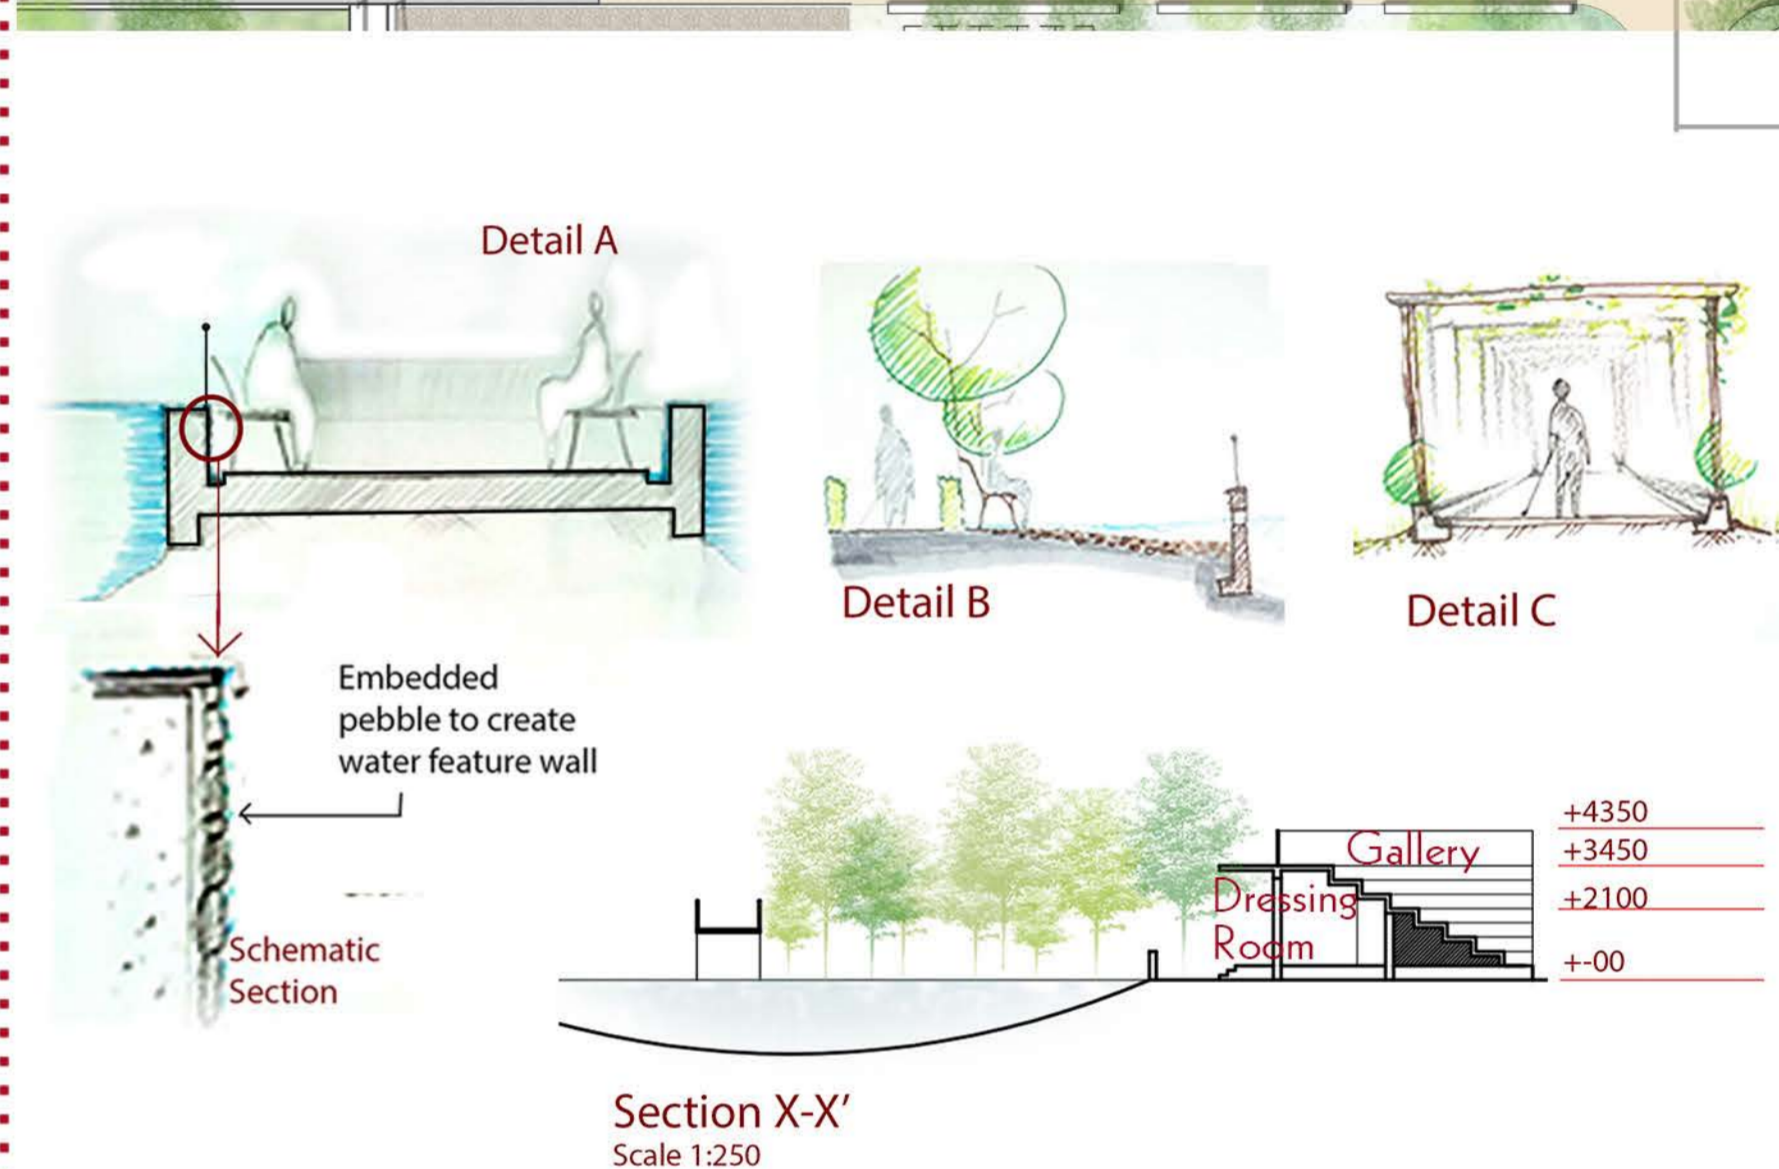 Detail A
Detail B
Detail C
Embedded
pebble to create
water feature wall
Schematic
Section
Gallery
Dressing
Room
+4350
+3450
+2100
+-00
Section X-X’
Scale 1:250